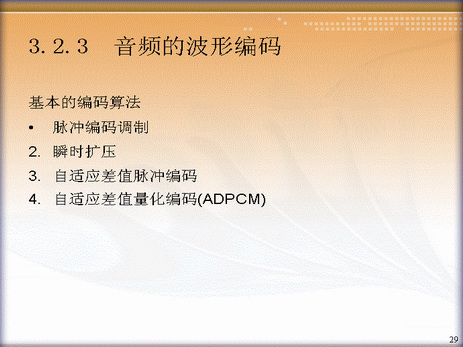 3.2.3 音频的波形编码
基本的编码算法
• 脉冲编码调制
2. 瞬时扩压
3. 自适应差值脉冲编码
4. 自适应差值量化编码(ADPCM)
29